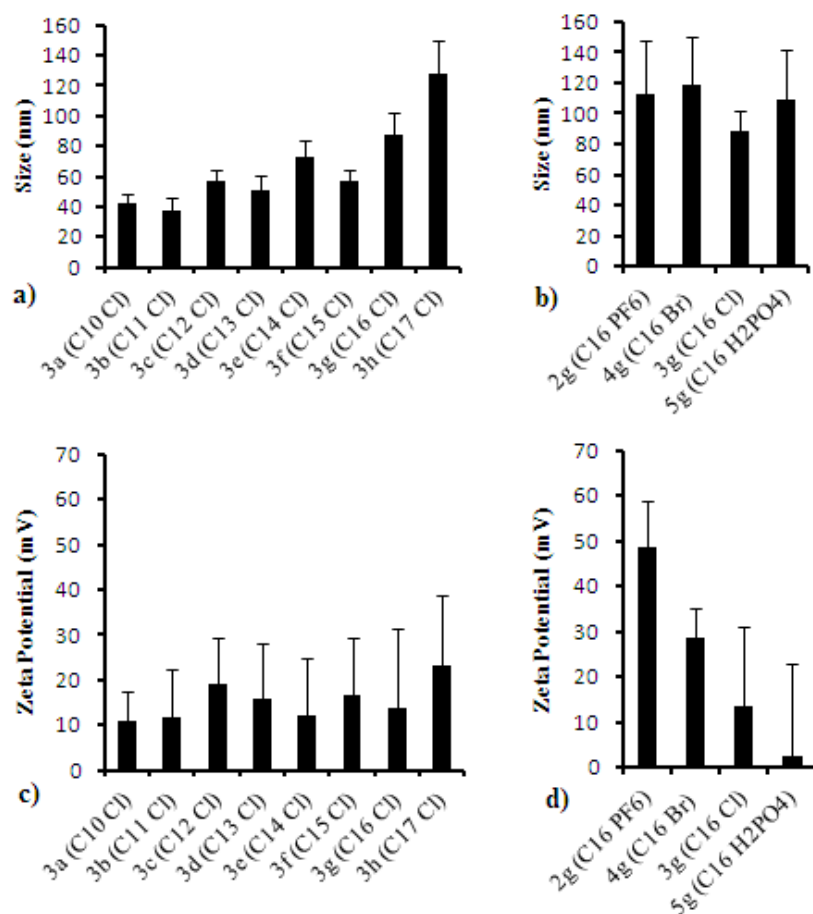 160
140
120
100
80
60
40
20
0
Size (nm)
a)
3a (C10 Cl)
3b (C11 Cl)
3c (C12 Cl)
3d (C13 Cl)
3e (C14 Cl)
3f (C15 Cl)
3g (C16 Cl)
3h (C17 Cl)
160
140
120
100
80
60
40
20
0
Size (nm)
b)
2g (C16 PF6)
4g (C16 Br)
3g (C16 Cl)
5g (C16 H2PO4)
70
60
50
40
30
20
10
0
Zeta Potential (mV)
c)
3a (C10 Cl)
3b (C11 Cl)
3c (C12 Cl)
3d (C13 Cl)
3e (C14 Cl)
3f (C15 Cl)
3g (C16 Cl)
3h (C17 Cl)
70
60
50
40
30
20
10
0
Zeta Potential (mV)
d)
2g (C16 PF6)
4g (C16 Br)
3g (C16 Cl)
5g (C16 H2PO4)